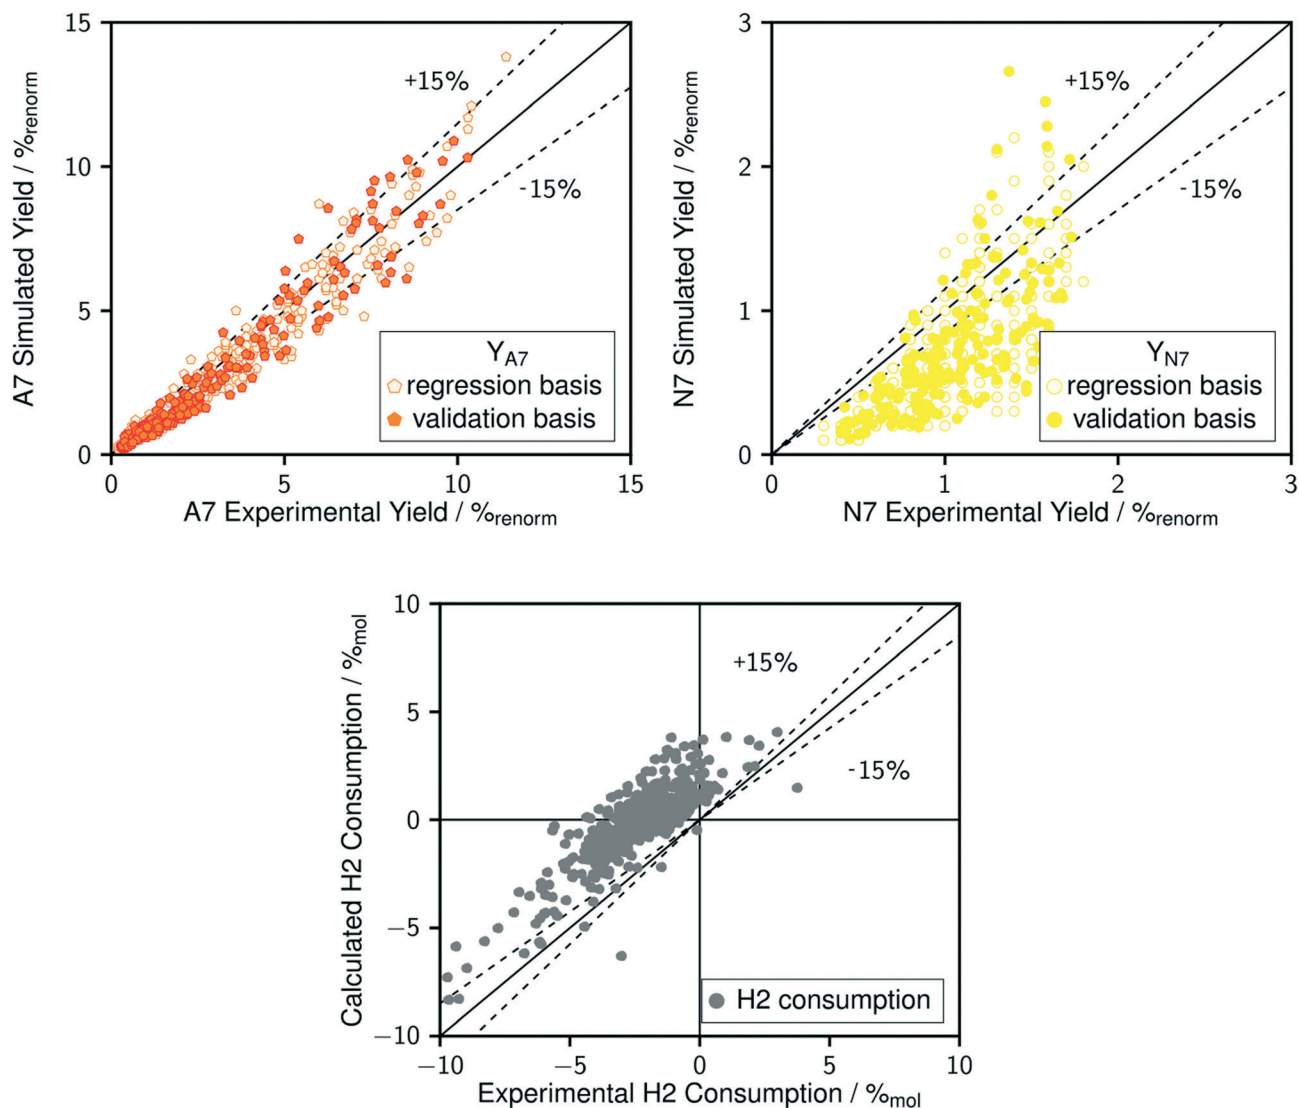 15
10
5
0
0
5
10
15
A7 Simulated Yield / %renorm
A7 Experimental Yield / %renorm
+15%
-15%
YA7
regression basis
validation basis
3
2
1
0
0
1
2
3
N7 Simulated Yield / %renorm
N7 Experimental Yield / %renorm
+15%
-15%
YN7
regression basis
validation basis
10
5
0
−5
−10
−10
−5
0
5
10
Calculated H2 Consumption / %mol
Experimental H2 Consumption / %mol
+15%
-15%
H2 consumption